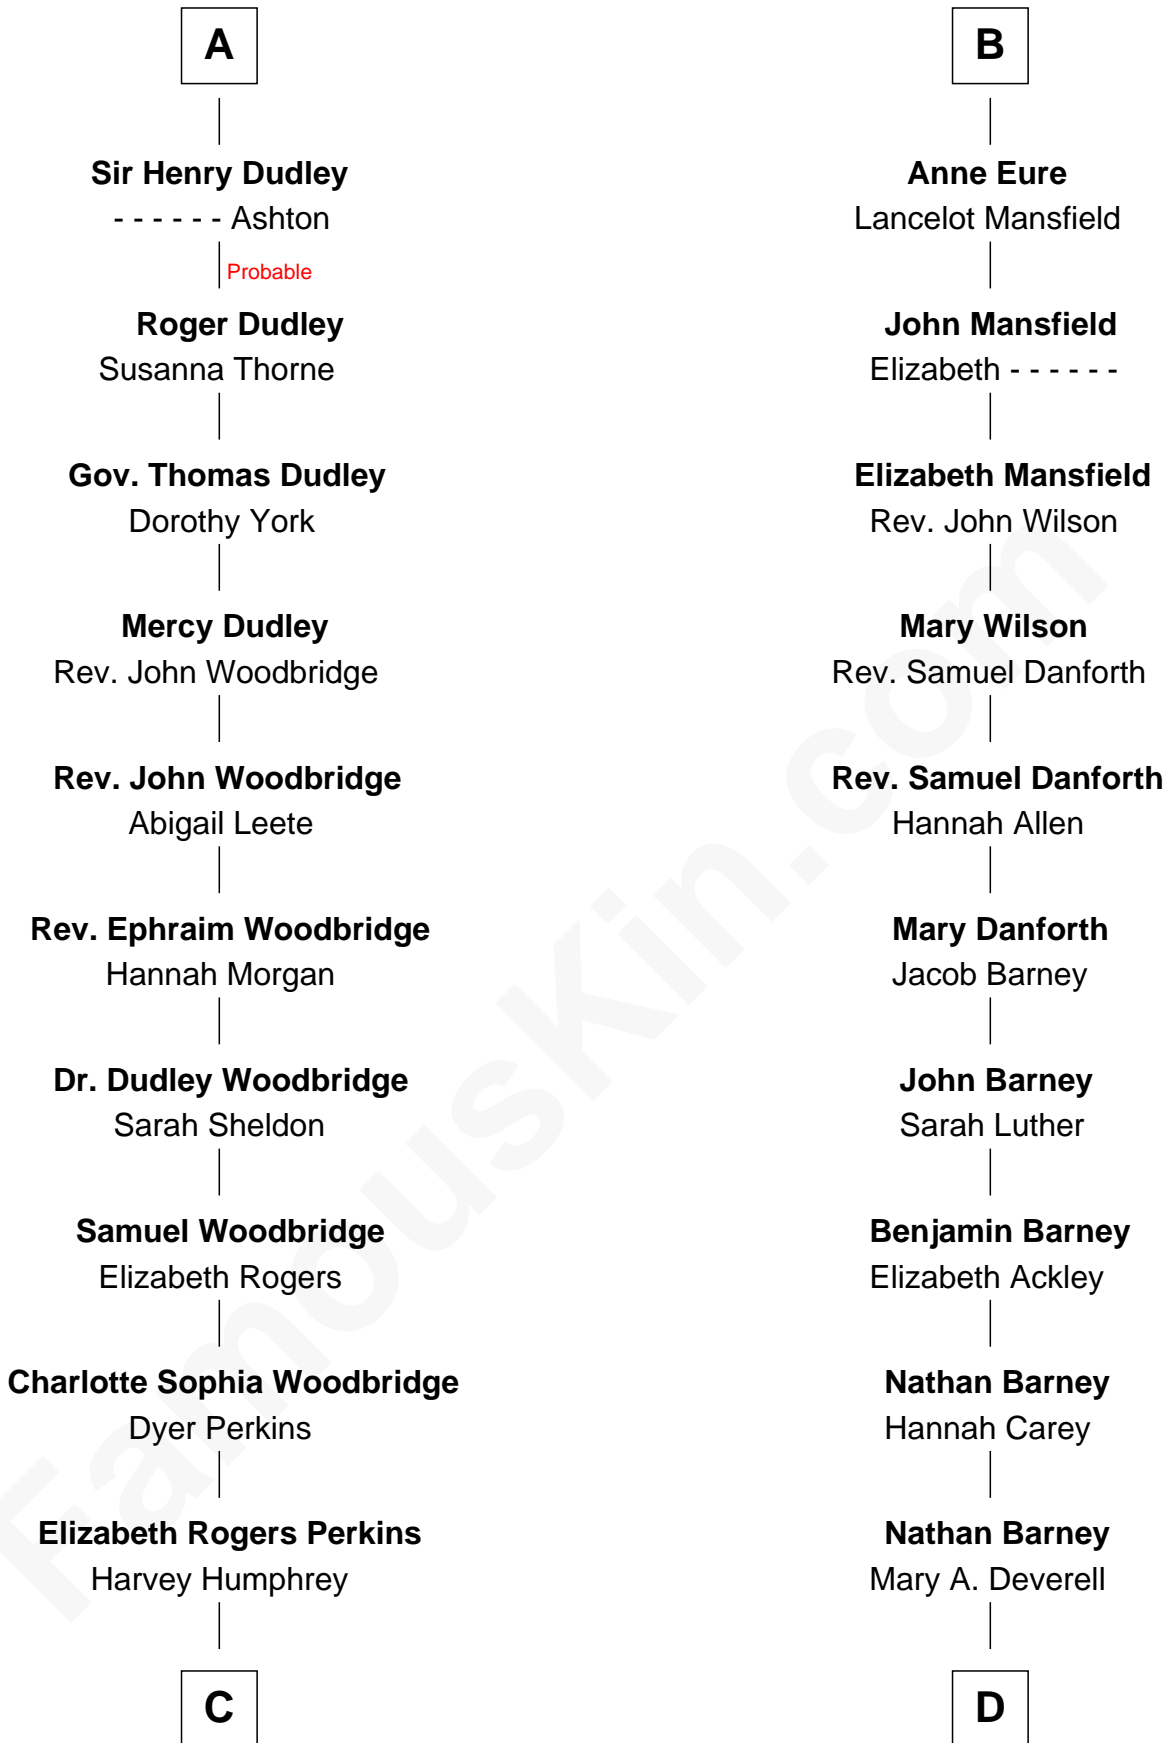 A
Sir Henry Dudley
- - - - - - Ashton
Probable
Roger Dudley
Susanna Thorne
Gov. Thomas Dudley
Dorothy York
Mercy Dudley
Rev. John Woodbridge
Rev. John Woodbridge
Abigail Leete
Rev. Ephraim Woodbridge
Hannah Morgan
Dr. Dudley Woodbridge
Sarah Sheldon
Samuel Woodbridge
Elizabeth Rogers
Charlotte Sophia Woodbridge
Dyer Perkins
Elizabeth Rogers Perkins
Harvey Humphrey
C
B
Anne Eure
Lancelot Mansfield
John Mansfield
Elizabeth - - - - - -
Elizabeth Mansfield
Rev. John Wilson
Mary Wilson
Rev. Samuel Danforth
Rev. Samuel Danforth
Hannah Allen
Mary Danforth
Jacob Barney
John Barney
Sarah Luther
Benjamin Barney
Elizabeth Ackley
Nathan Barney
Hannah Carey
Nathan Barney
Mary A. Deverell
D
FamousKin.com